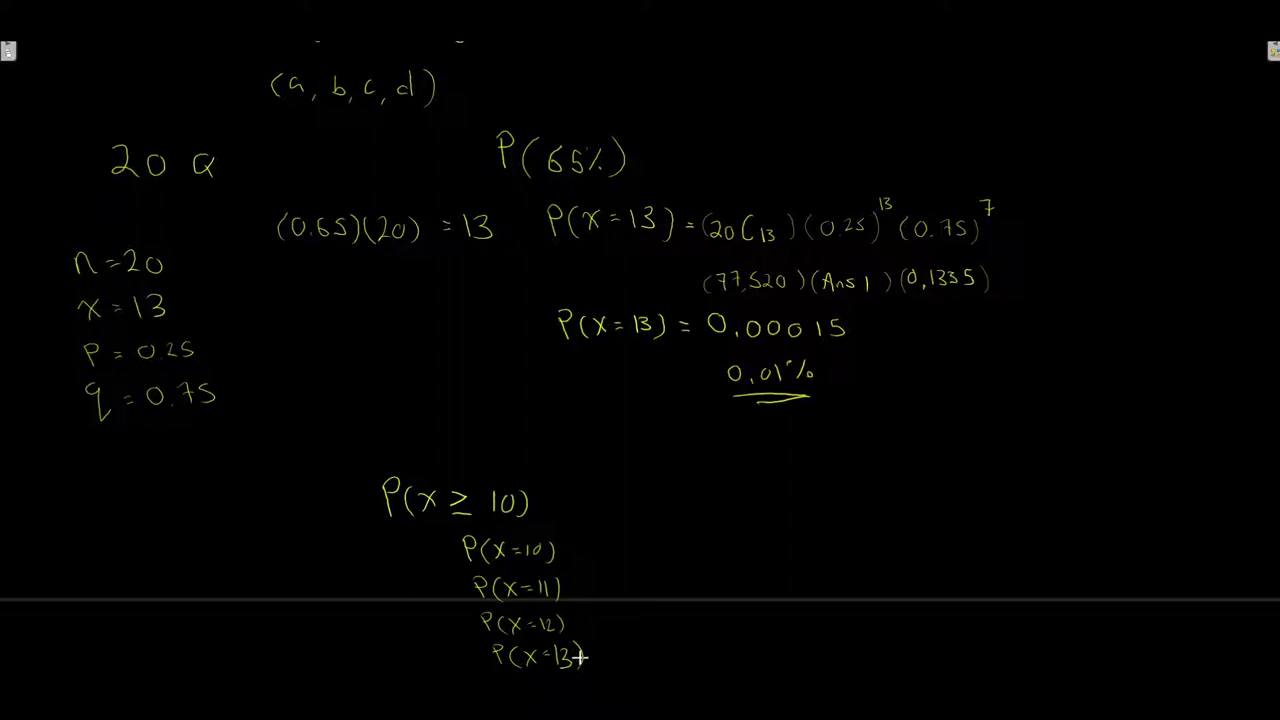 (a, b, c, d)
20 Q
P(65%)
(0.65)(20) = 13
P(x=13) = (20C13)(0.25)^13 (0.75)^7
n=20
(77,520)(Ans1)(0,1335)
x=13
P(x=13) = 0,00015
p = 0.25
0,01%
q = 0.75
P(x ≥ 10)
P(x=10)
P(x=11)
P(x=12)
P(x=13)